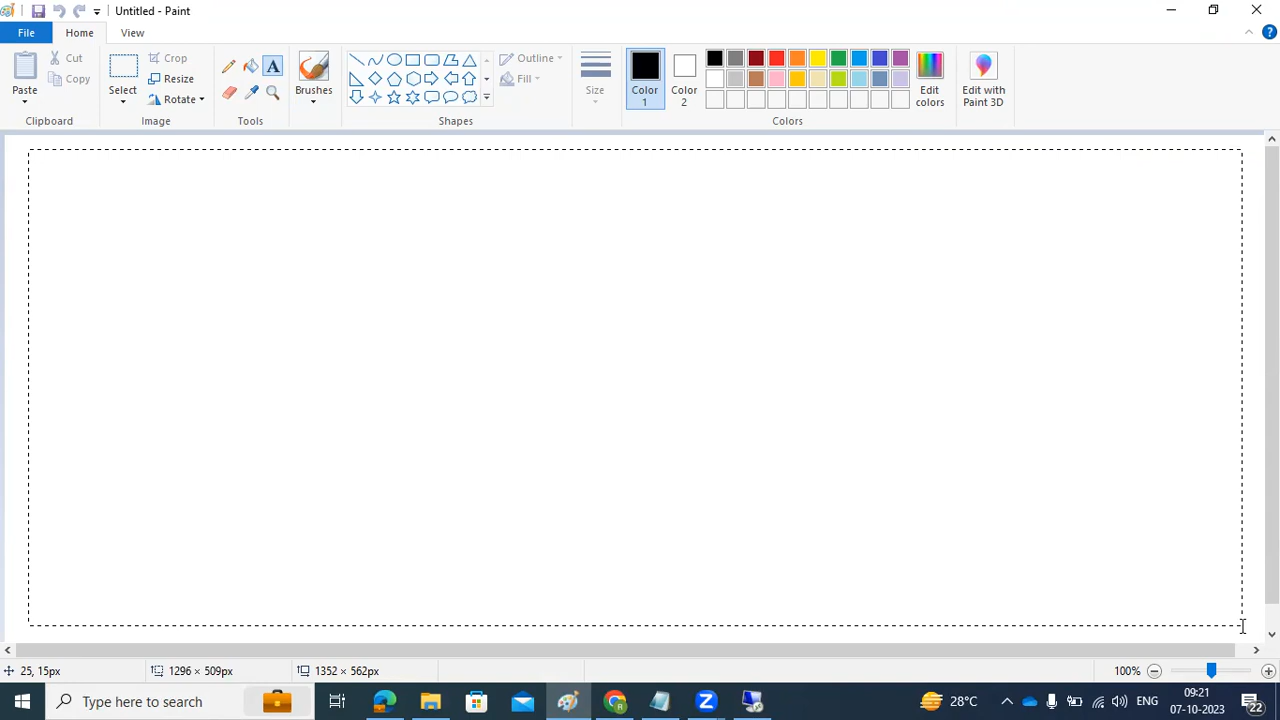 Untitled - Paint
File Home View
Paste
Cut
Copy
Clipboard
Select
Crop
Resize
Rotate
Image
A
Tools
Brushes
Shapes
Outline
Fill
Size
Color 1
Color 2
Colors
Edit colors
Edit with Paint 3D
25, 15px
1296 × 509px
1352 × 562px
100%
Type here to search
28°C
ENG
09:21
07-10-2023
22